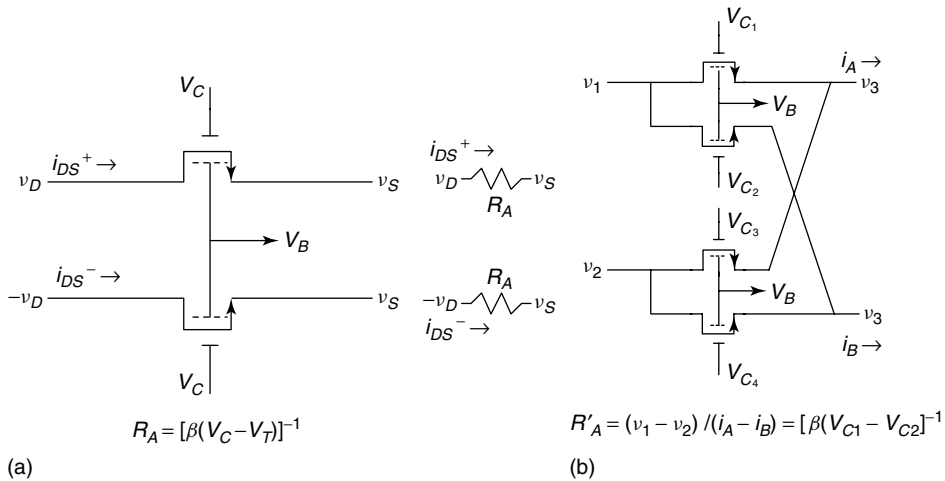 V_C
i_DS⁺ →
ν_D
ν_S
V_B
i_DS⁻ →
−ν_D
ν_S
V_C
i_DS⁺ →
ν_D
ν_S
R_A
R_A
−ν_D
ν_S
i_DS⁻ →
R_A = [β(V_C – V_T)]⁻¹
(a)
V_C₁
i_A →
ν_1
ν_3
V_B
V_C₂
V_C₃
ν_2
V_B
ν_3
i_B →
V_C₄
R'_A = (ν_1 – ν_2) /(i_A – i_B) = [β(V_C1 – V_C2]⁻¹
(b)